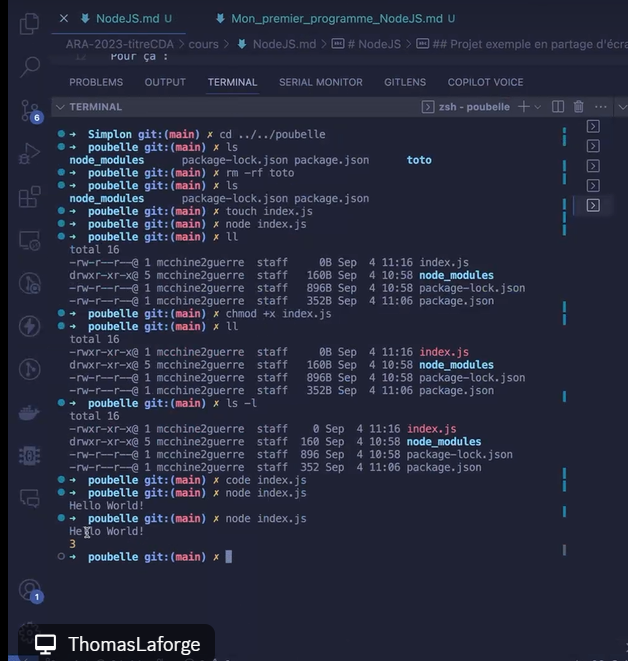 NodeJS.md U Mon_premier_programme_NodeJS.md U
ARA-2023-titreCDA > cours > NodeJS.md > # NodeJS > ## Projet exemple en partage d'écra
12 Pour ça :
PROBLEMS OUTPUT TERMINAL SERIAL MONITOR GITLENS COPILOT VOICE
TERMINAL zsh - poubelle
→ Simplon git:(main) ✗ cd ../../poubelle
→ poubelle git:(main) ✗ ls
node_modules package-lock.json package.json toto
→ poubelle git:(main) ✗ rm -rf toto
→ poubelle git:(main) ✗ ls
node_modules package-lock.json package.json
→ poubelle git:(main) ✗ touch index.js
→ poubelle git:(main) ✗ node index.js
→ poubelle git:(main) ✗ ll
total 16
-rw-r--r--@ 1 mcchine2guerre staff 0B Sep 4 11:16 index.js
drwxr-xr-x@ 5 mcchine2guerre staff 160B Sep 4 10:58 node_modules
-rw-r--r--@ 1 mcchine2guerre staff 896B Sep 4 10:58 package-lock.json
-rw-r--r--@ 1 mcchine2guerre staff 352B Sep 4 11:06 package.json
→ poubelle git:(main) ✗ chmod +x index.js
→ poubelle git:(main) ✗ ll
total 16
-rwxr-xr-x@ 1 mcchine2guerre staff 0B Sep 4 11:16 index.js
drwxr-xr-x@ 5 mcchine2guerre staff 160B Sep 4 10:58 node_modules
-rw-r--r--@ 1 mcchine2guerre staff 896B Sep 4 10:58 package-lock.json
-rw-r--r--@ 1 mcchine2guerre staff 352B Sep 4 11:06 package.json
→ poubelle git:(main) ✗ ls -l
total 16
-rwxr-xr-x@ 1 mcchine2guerre staff 0 Sep 4 11:16 index.js
drwxr-xr-x@ 5 mcchine2guerre staff 160 Sep 4 10:58 node_modules
-rw-r--r--@ 1 mcchine2guerre staff 896 Sep 4 10:58 package-lock.json
-rw-r--r--@ 1 mcchine2guerre staff 352 Sep 4 11:06 package.json
→ poubelle git:(main) ✗ code index.js
→ poubelle git:(main) ✗ node index.js
Hello World!
→ poubelle git:(main) ✗ node index.js
Hello World!
3
→ poubelle git:(main) ✗
6
1
ThomasLaforge